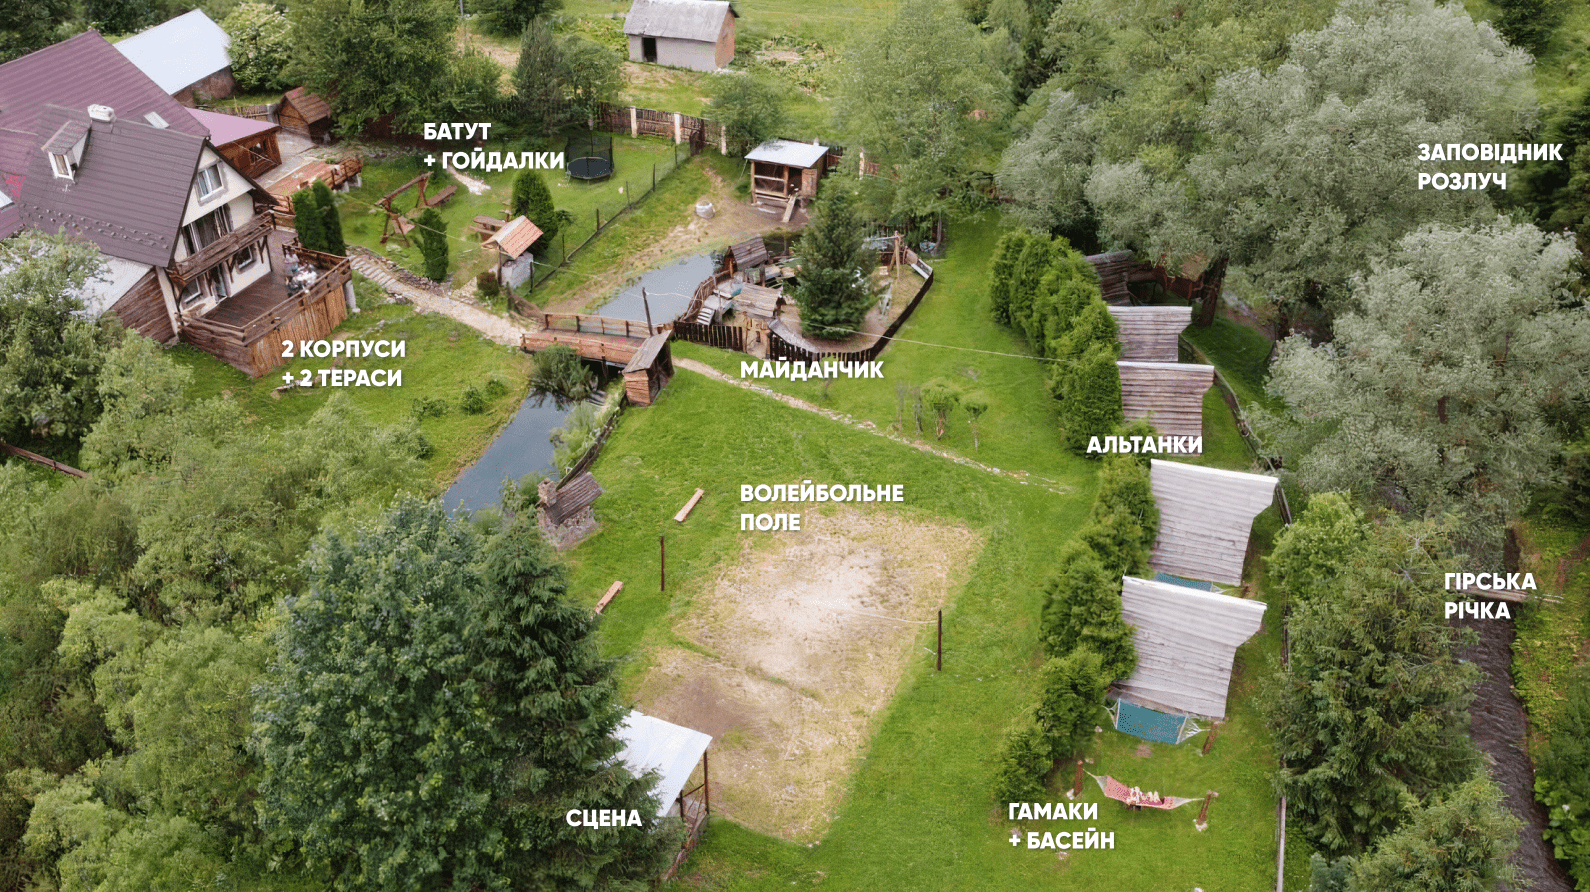 БАТУТ
+ ГОЙДАЛКИ
ЗАПОВІДНИК
РОЗЛУЧ
2 КОРПУСИ
+ 2 ТЕРАСИ
МАЙДАНЧИК
АЛЬТАНКИ
ВОЛЕЙБОЛЬНЕ
ПОЛЕ
ГІРСЬКА
РІЧКА
СЦЕНА
ГАМАКИ
+ БАСЕЙН